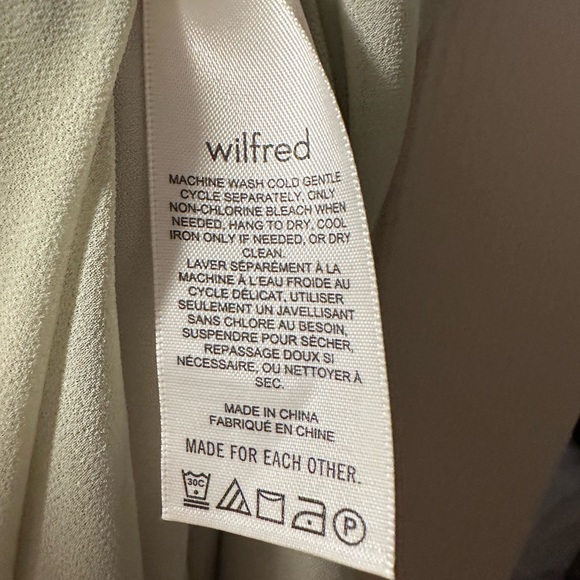 wilfred
MACHINE WASH COLD GENTLE
CYCLE SEPARATELY, ONLY
NON-CHLORINE BLEACH WHEN
NEEDED, HANG TO DRY, COOL
IRON ONLY IF NEEDED, OR DRY
CLEAN.
LAVER SÉPARÉMENT À LA
MACHINE À L'EAU FROIDE AU
CYCLE DÉLICAT, UTILISER
SEULEMENT UN JAVELLISANT
SANS CHLORE AU BESOIN,
SUSPENDRE POUR SÉCHER,
REPASSAGE DOUX SI
NÉCESSAIRE, OU NETTOYER À
SEC.
MADE IN CHINA
FABRIQUÉ EN CHINE
MADE FOR EACH OTHER.
30C P